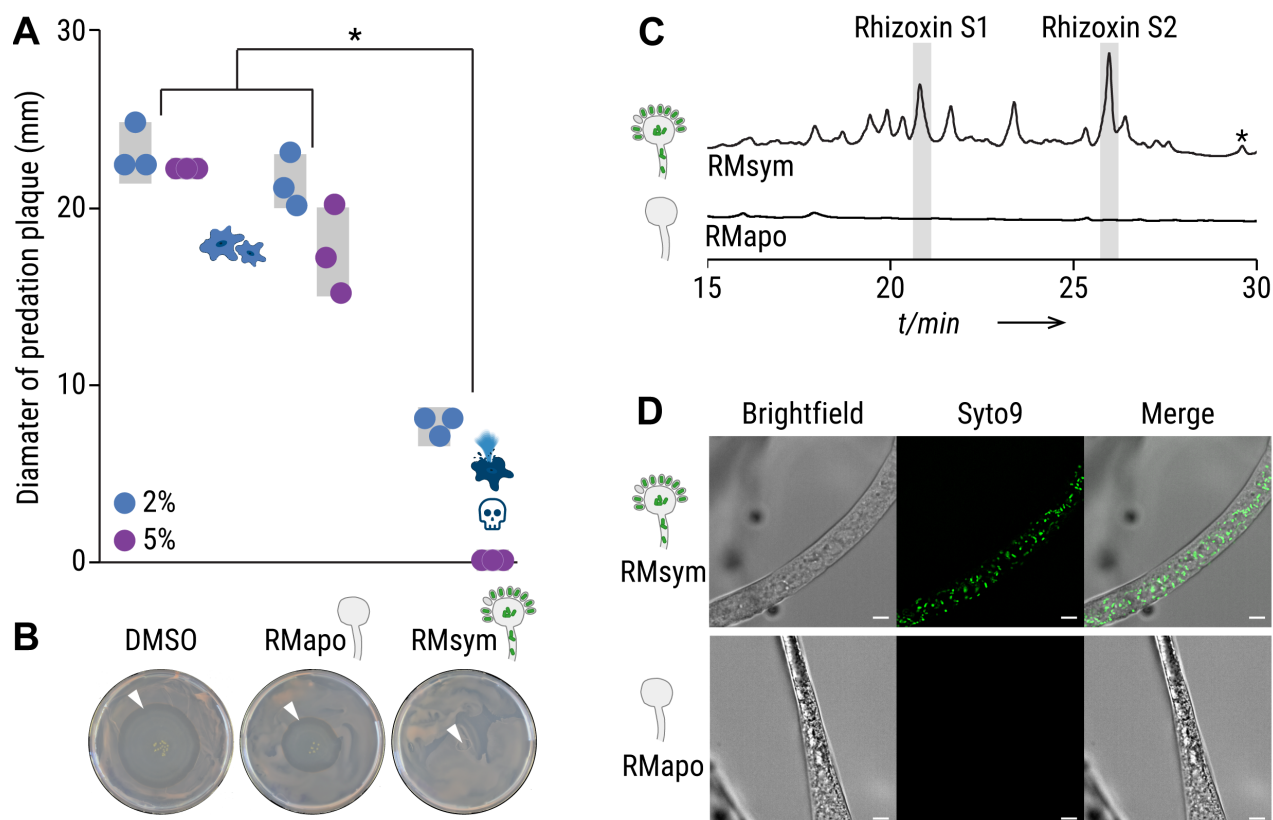 A
30
20
10
0
Diamater of predation plaque (mm)
*
2%
5%
B
DMSO
RMapo
RMsym
C
Rhizoxin S1
Rhizoxin S2
RMsym
*
RMapo
15
20
25
30
t/min
D
Brightfield
Syto9
Merge
RMsym
RMapo